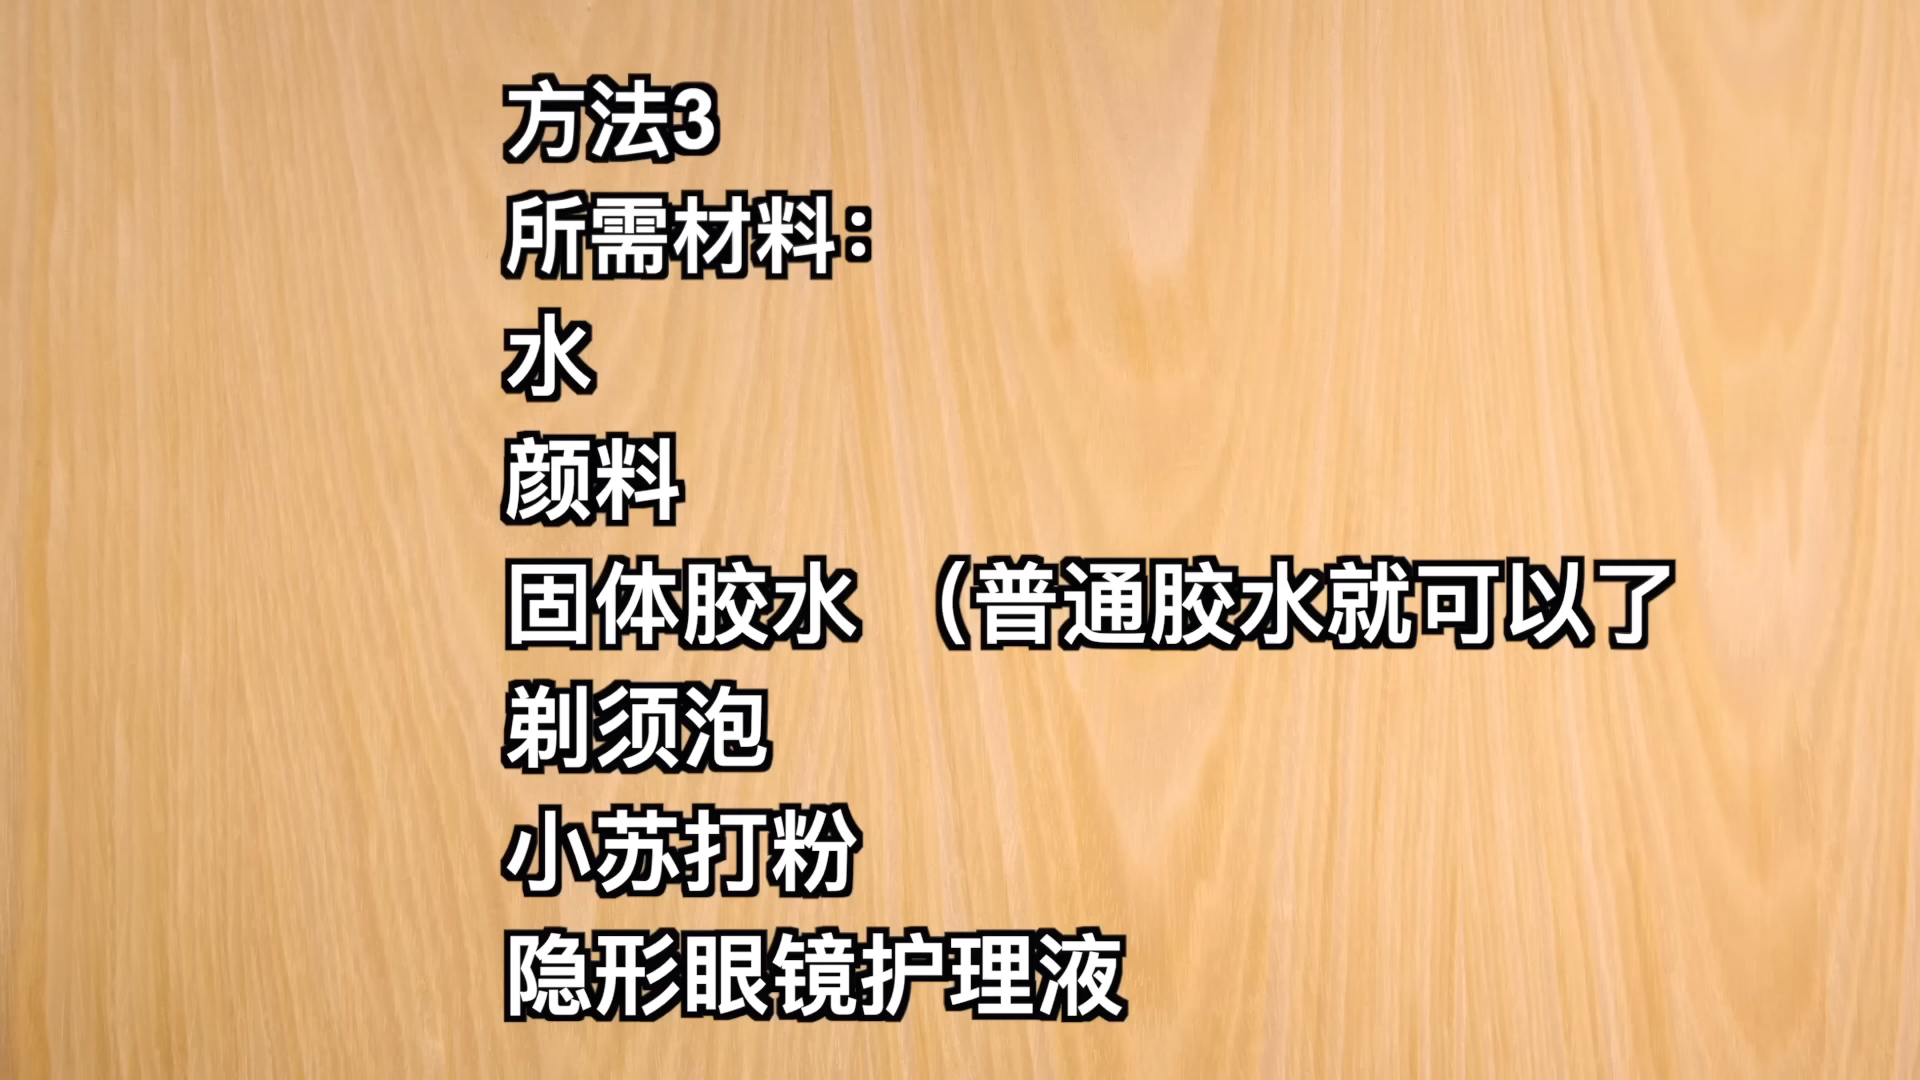 方法3
所需材料：
水
颜料
固体胶水 （普通胶水就可以了
剃须泡
小苏打粉
隐形眼镜护理液